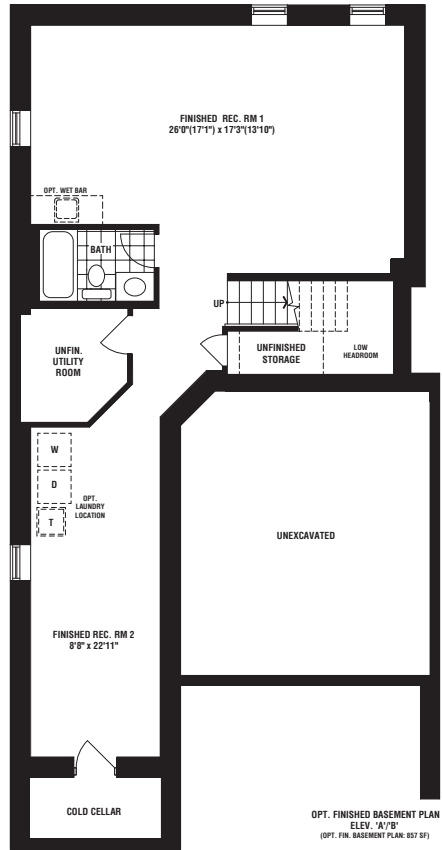 FINISHED REC. RM 1
26'0"(17'1") x 17'3"(13'10")
OPT. WET BAR
BATH
UP
UNFINISHED
STORAGE
LOW
HEADROOM
UNFIN.
UTILITY
ROOM
W
D
T
OPT.
LAUNDRY
LOCATION
UNEXCAVATED
FINISHED REC. RM 2
8'8" x 22'11"
COLD CELLAR
OPT. FINISHED BASEMENT PLAN
ELEV. 'A'/'B'
(OPT. FIN. BASEMENT PLAN: 857 SF)